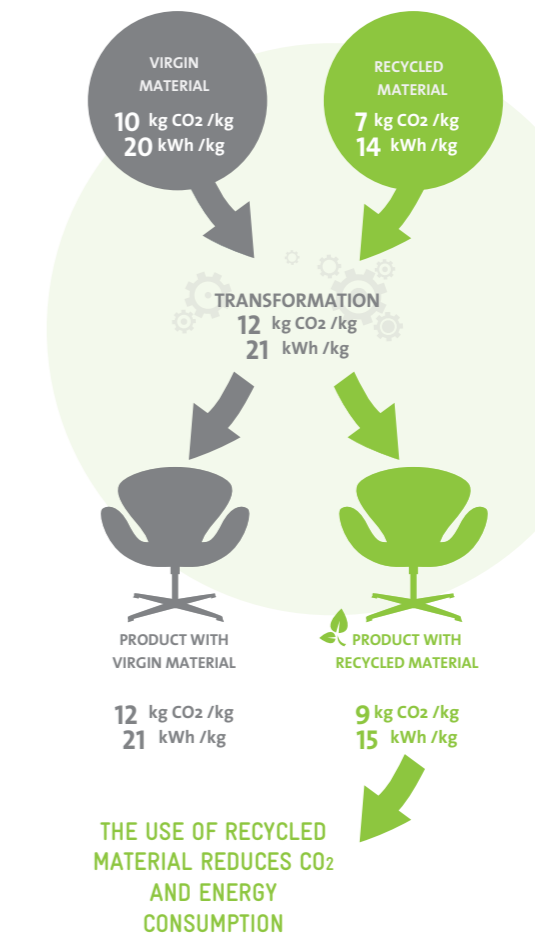 VIRGIN
MATERIAL
10 kg CO2 /kg
20 kWh /kg
RECYCLED
MATERIAL
7 kg CO2 /kg
14 kWh /kg
TRANSFORMATION
12 kg CO2 /kg
21 kWh /kg
PRODUCT WITH
VIRGIN MATERIAL
12 kg CO2 /kg
21 kWh /kg
PRODUCT WITH
RECYCLED MATERIAL
9 kg CO2 /kg
15 kWh /kg
THE USE OF RECYCLED
MATERIAL REDUCES CO2
AND ENERGY
CONSUMPTION